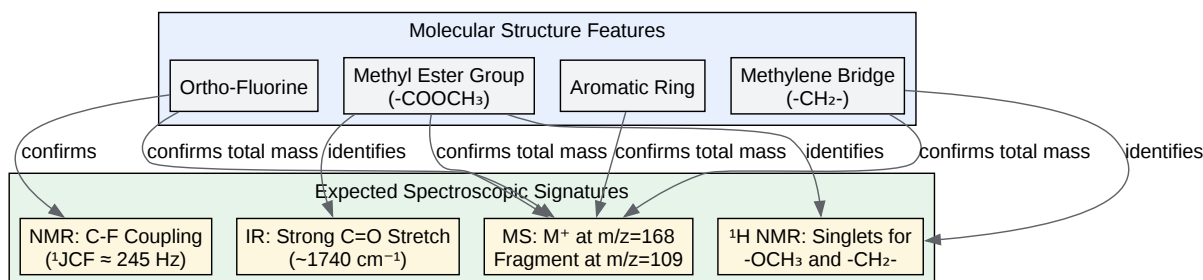 Molecular Structure Features
Ortho-Fluorine
Methyl Ester Group
(-COOCH₃)
Aromatic Ring
Methylene Bridge
(-CH₂-)
confirms
confirms total mass
identifies
confirms total mass
confirms total mass
identifies
confirms total mass
identifies
Expected Spectroscopic Signatures
NMR: C-F Coupling
(¹JCF ≈ 245 Hz)
IR: Strong C=O Stretch
(~1740 cm⁻¹)
MS: M⁺ at m/z=168
Fragment at m/z=109
¹H NMR: Singlets for
-OCH₃ and -CH₂-